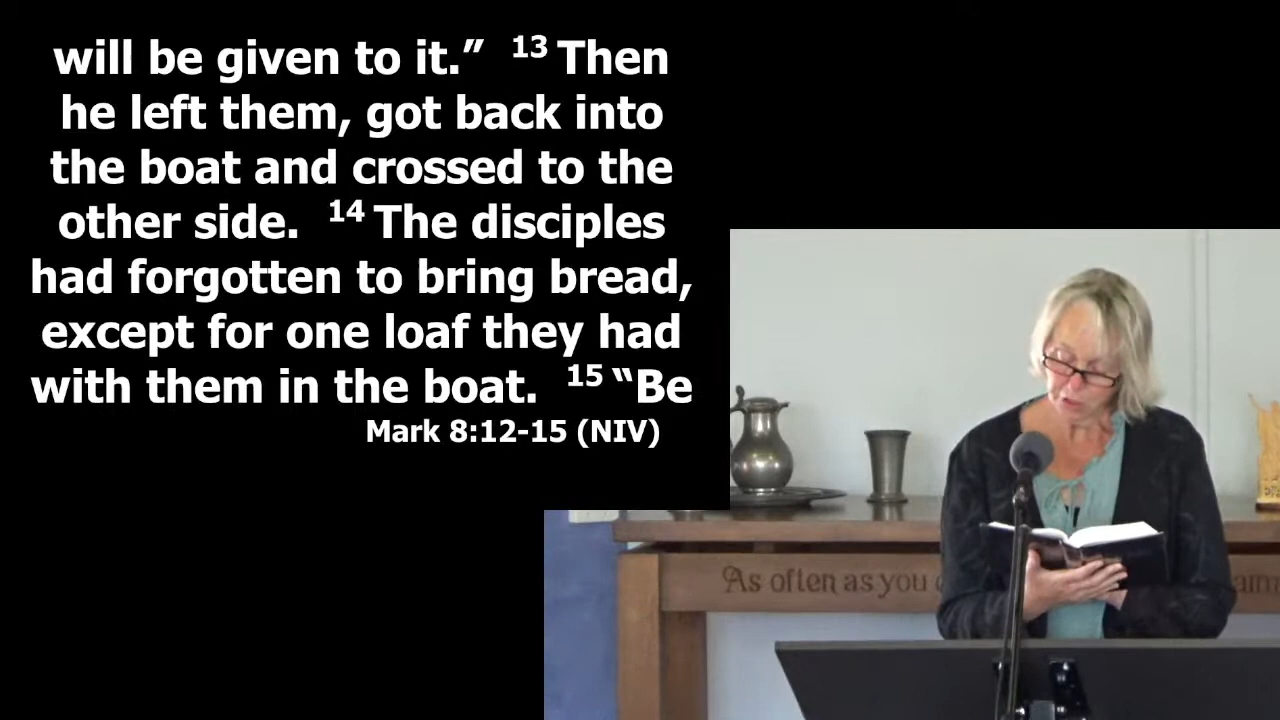 will be given to it.” 13 Then
he left them, got back into
the boat and crossed to the
other side. 14 The disciples
had forgotten to bring bread,
except for one loaf they had
with them in the boat. 15 “Be
Mark 8:12-15 (NIV)
As often as you